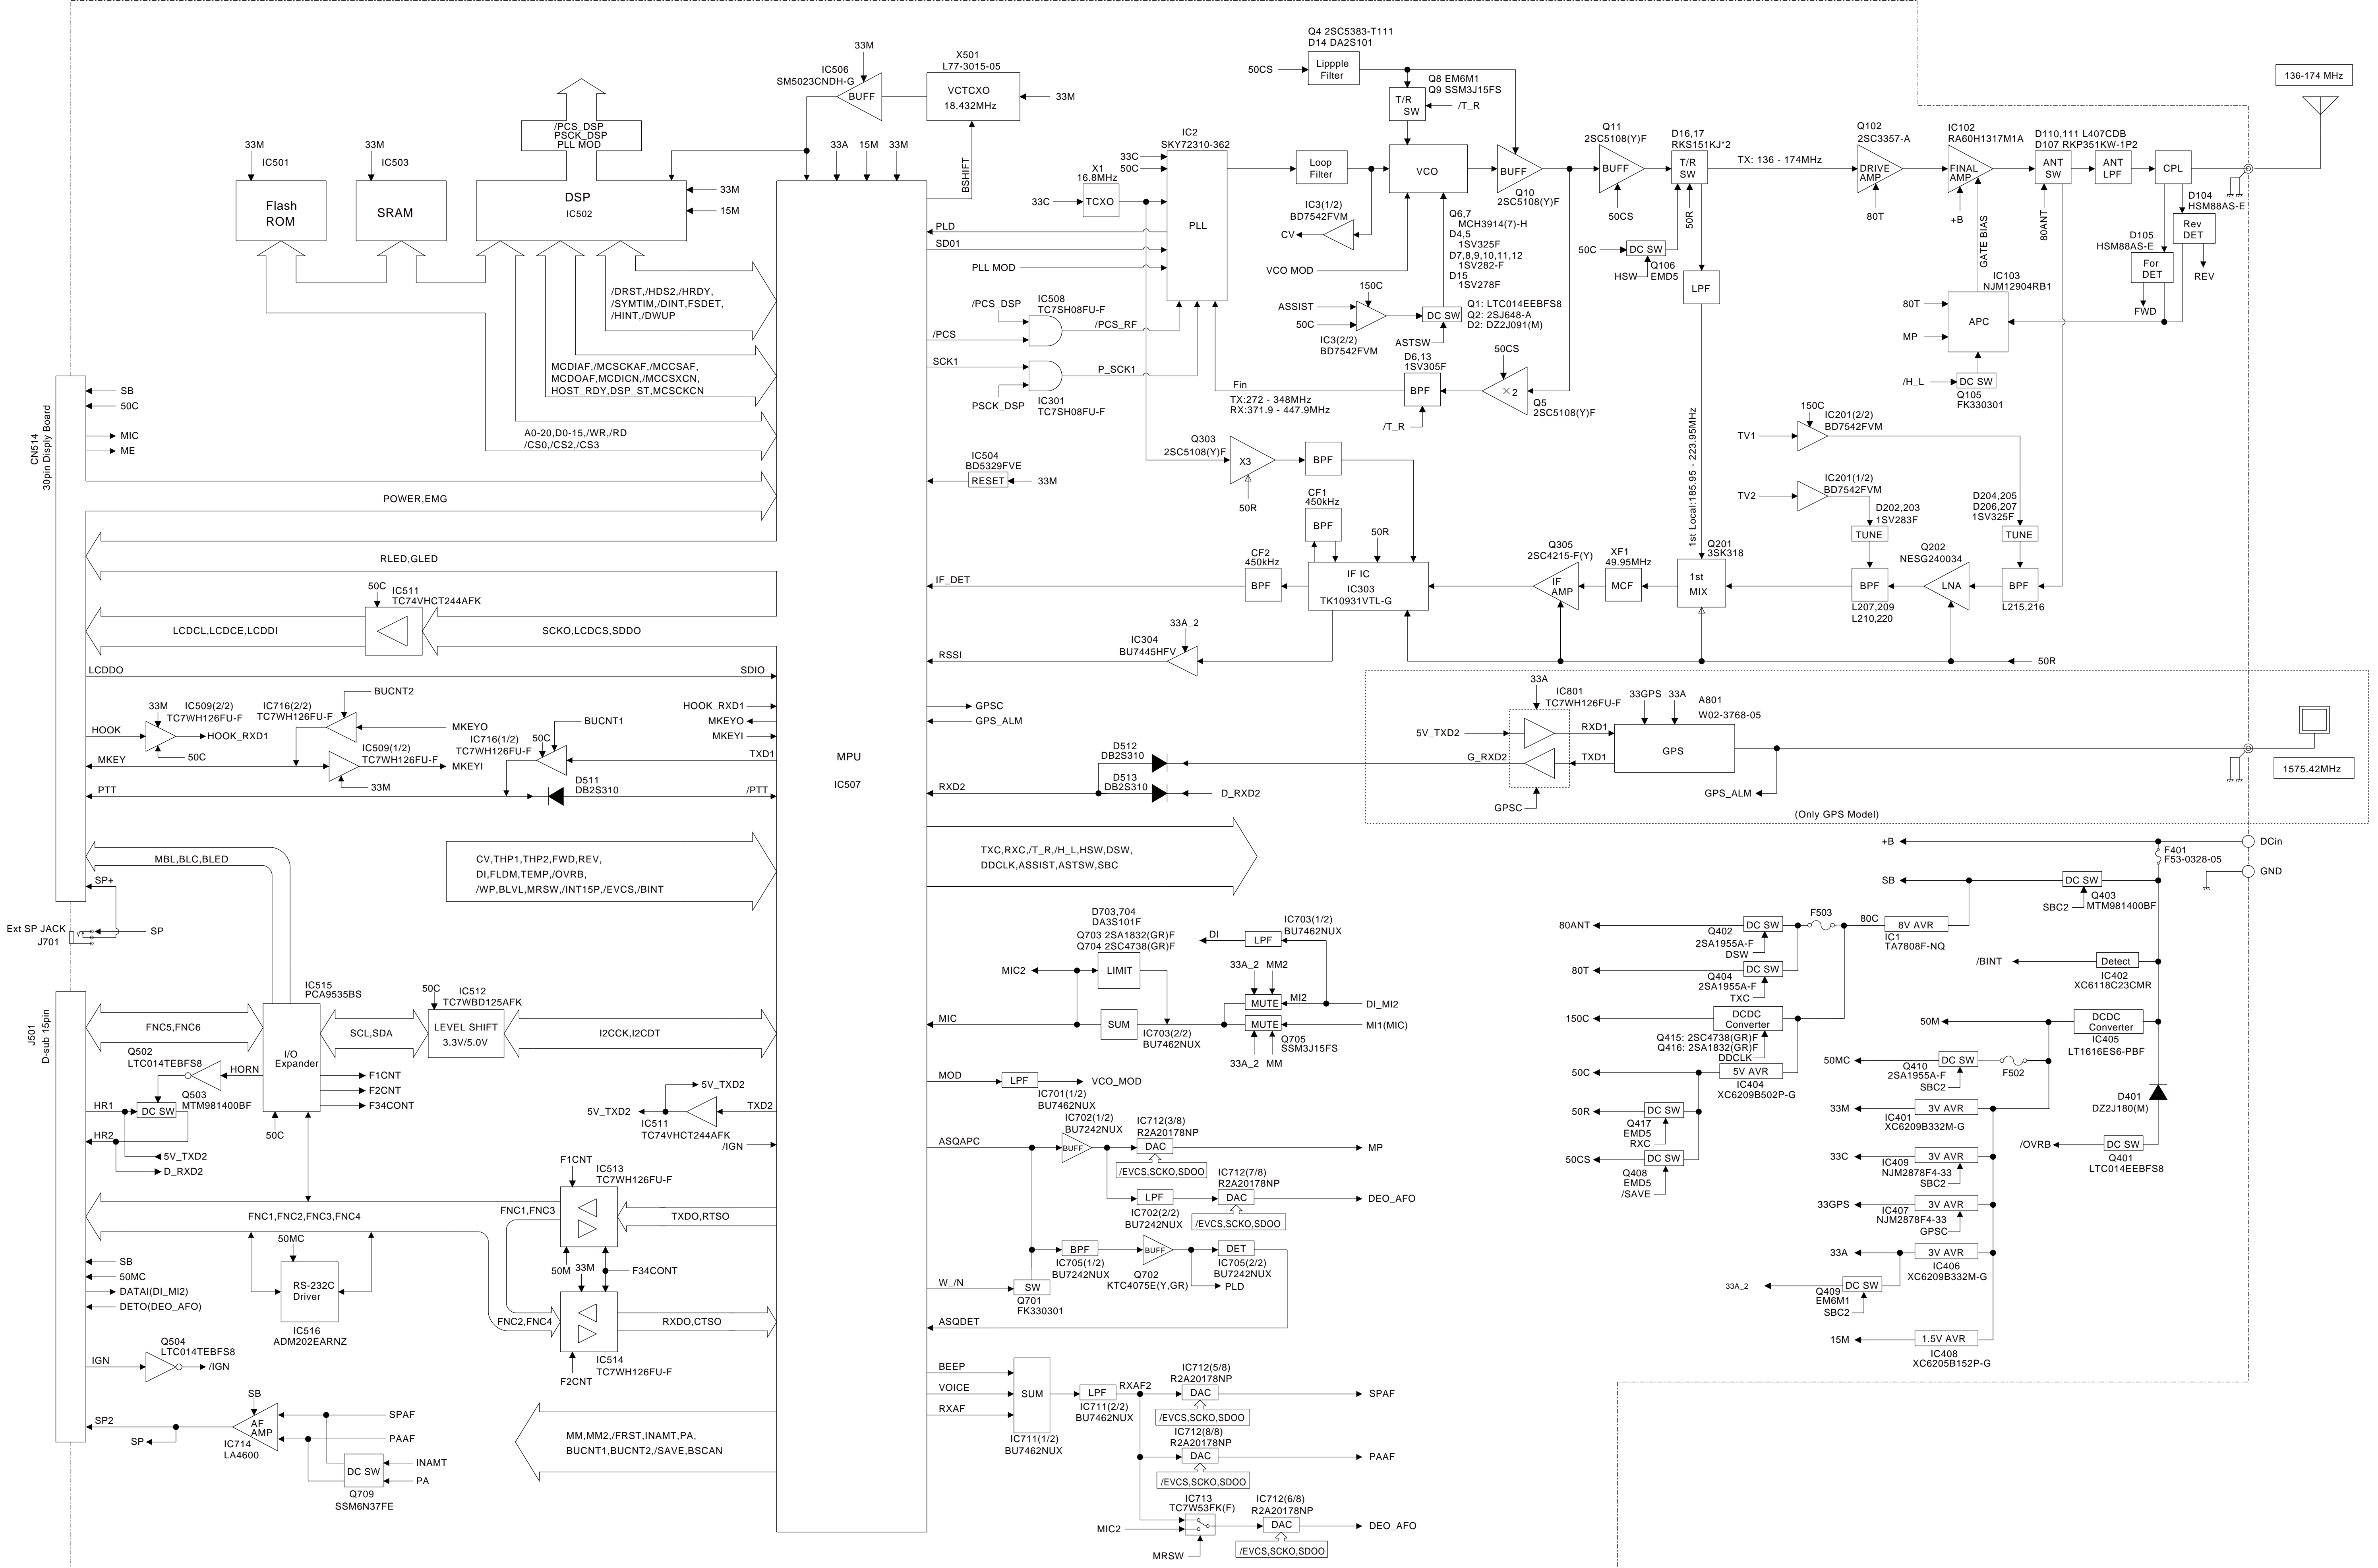 Q4 2SC5383-T111
D14 DA2S101
50CS
Lippple
Filter
Q8 EM6M1
Q9 SSM3J15FS
T/R
SW
/T_R
136-174 MHz
33M
IC506
SM5023CNDH-G
BUFF
X501
L77-3015-05
VCTCXO
18.432MHz
33M
/PCS_DSP
PSCK_DSP
PLL MOD
33M
IC501
Flash
ROM
33M
IC503
SRAM
DSP
IC502
33M
15M
33A
15M
33M
BSHIFT
IC2
SKY72310-362
33C
50C
X1
16.8MHz
33C
TCXO
PLL
PLD
SD01
PLL MOD
Loop
Filter
VCO
BUFF
Q10
2SC5108(Y)F
IC3(1/2)
BD7542FVM
CV
VCO MOD
Q6,7
MCH3914(7)-H
D4,5
1SV325F
D7,8,9,10,11,12
1SV282-F
D15
1SV278F
Q11
2SC5108(Y)F
BUFF
50CS
D16,17
RKS151KJ*2
T/R
SW
TX: 136 - 174MHz
50R
50C
DC SW
HSW
Q106
EMD5
LPF
Q102
2SC3357-A
DRIVE
AMP
80T
IC102
RA60H1317M1A
FINAL
AMP
+B
GATE BIAS
D110,111 L407CDB
D107 RKP351KW-1P2
ANT
SW
80ANT
ANT
LPF
CPL
D104
HSM88AS-E
Rev
DET
REV
D105
HSM88AS-E
For
DET
FWD
IC103
NJM12904RB1
80T
MP
APC
/H_L
DC SW
Q105
FK330301
/DRST,/HDS2,/HRDY,
/SYMTIM,/DINT,FSDET,
/HINT,/DWUP
MCDIAF,/MCSCKAF,/MCCSAF,
MCDOAF,MCDICN,/MCCSXCN,
HOST_RDY,DSP_ST,MCSCKCN
A0-20,D0-15,/WR,/RD
/CS0,/CS2,/CS3
/PCS_DSP
IC508
TC7SH08FU-F
/PCS
/PCS_RF
SCK1
P_SCK1
PSCK_DSP
IC301
TC7SH08FU-F
150C
ASSIST
50C
IC3(2/2)
BD7542FVM
DC SW
ASTSW
Q1: LTC014EEBFS8
Q2: 2SJ648-A
D2: DZ2J091(M)
D6,13
1SV305F
BPF
/T_R
50CS
×2
Q5
2SC5108(Y)F
Fin
TX:272 - 348MHz
RX:371.9 - 447.9MHz
1st Local:185.95 - 223.95MHz
CN514
30pin Disply Board
SB
50C
MIC
ME
POWER,EMG
RLED,GLED
IC504
BD5329FVE
RESET
33M
Q303
2SC5108(Y)F
X3
50R
BPF
CF1
450kHz
BPF
50R
150C
TV1
IC201(2/2)
BD7542FVM
TV2
IC201(1/2)
BD7542FVM
D202,203
1SV283F
TUNE
D204,205
D206,207
1SV325F
TUNE
50C
IC511
TC74VHCT244AFK
LCDCL,LCDCE,LCDDI
SCKO,LCDCS,SDDO
IF_DET
CF2
450kHz
BPF
IF IC
IC303
TK10931VTL-G
Q305
2SC4215-F(Y)
IF
AMP
XF1
49.95MHz
MCF
Q201
3SK318
1st
MIX
BPF
L207,209
L210,220
Q202
NESG240034
LNA
BPF
L215,216
RSSI
33A_2
IC304
BU7445HFV
50R
LCDDO
SDIO
BUCNT2
33M
IC509(2/2)
TC7WH126FU-F
IC716(2/2)
TC7WH126FU-F
HOOK
HOOK_RXD1
50C
MKEYO
BUCNT1
MKEY
IC509(1/2)
TC7WH126FU-F
MKEYI
33M
IC716(1/2)
TC7WH126FU-F
50C
HOOK_RXD1
MKEYO
MKEYI
TXD1
PTT
D511
DB2S310
/PTT
MPU
IC507
GPSC
GPS_ALM
D512
DB2S310
D513
DB2S310
RXD2
D_RXD2
33A
IC801
TC7WH126FU-F
5V_TXD2
RXD1
G_RXD2
TXD1
GPSC
33GPS
33A
A801
W02-3768-05
GPS
GPS_ALM
1575.42MHz
(Only GPS Model)
MBL,BLC,BLED
SP+
Ext SP JACK
J701
SP
CV,THP1,THP2,FWD,REV,
DI,FLDM,TEMP,/OVRB,
/WP,BLVL,MRSW,/INT15P,/EVCS,/BINT
TXC,RXC,/T_R,/H_L,HSW,DSW,
DDCLK,ASSIST,ASTSW,SBC
+B
DCin
F401
F53-0328-05
GND
SB
DC SW
Q403
SBC2
MTM981400BF
80ANT
Q402
DC SW
2SA1955A-F
DSW
F503
80C
8V AVR
IC1
TA7808F-NQ
80T
Q404
DC SW
2SA1955A-F
TXC
/BINT
Detect
IC402
XC6118C23CMR
150C
DCDC
Converter
Q415: 2SC4738(GR)F
Q416: 2SA1832(GR)F
DDCLK
50M
DCDC
Converter
IC405
LT1616ES6-PBF
50C
5V AVR
IC404
XC6209B502P-G
50MC
DC SW
Q410
2SA1955A-F
SBC2
F502
50R
DC SW
Q417
EMD5
RXC
50CS
DC SW
Q408
EMD5
/SAVE
33M
3V AVR
IC401
XC6209B332M-G
D401
DZ2J180(M)
33C
3V AVR
IC409
NJM2878F4-33
SBC2
/OVRB
DC SW
Q401
LTC014EEBFS8
33GPS
3V AVR
IC407
NJM2878F4-33
GPSC
33A
3V AVR
IC406
XC6209B332M-G
33A_2
DC SW
Q409
EM6M1
SBC2
15M
1.5V AVR
IC408
XC6205B152P-G
D703,704
DA3S101F
Q703 2SA1832(GR)F
Q704 2SC4738(GR)F
MIC2
LIMIT
DI
LPF
IC703(1/2)
BU7462NUX
33A_2
MM2
MUTE
MI2
DI_MI2
MIC
SUM
IC703(2/2)
BU7462NUX
MUTE
MI1(MIC)
Q705
SSM3J15FS
33A_2
MM
MOD
LPF
VCO_MOD
IC701(1/2)
BU7462NUX
J501
D-sub 15pin
FNC5,FNC6
IC515
PCA9535BS
I/O
Expander
SCL,SDA
50C
IC512
TC7WBD125AFK
LEVEL SHIFT
3.3V/5.0V
I2CCK,I2CDT
Q502
LTC014TEBFS8
HORN
Q503
MTM981400BF
DC SW
HR1
HR2
5V_TXD2
D_RXD2
F1CNT
F2CNT
F34CONT
50C
5V_TXD2
5V_TXD2
TXD2
IC511
TC74VHCT244AFK
/IGN
ASQAPC
IC702(1/2)
BU7242NUX
BUFF
IC712(3/8)
R2A20178NP
DAC
/EVCS,SCKO,SDOO
MP
LPF
IC702(2/2)
BU7242NUX
IC712(7/8)
R2A20178NP
DAC
/EVCS,SCKO,SDOO
DEO_AFO
F1CNT
IC513
TC7WH126FU-F
FNC1,FNC2,FNC3,FNC4
FNC1,FNC3
TXDO,RTSO
50M
33M
F34CONT
SB
50MC
DATAI(DI_MI2)
DETO(DEO_AFO)
50MC
RS-232C
Driver
IC516
ADM202EARNZ
FNC2,FNC4
RXDO,CTSO
IC514
TC7WH126FU-F
F2CNT
W_/N
SW
Q701
FK330301
BPF
IC705(1/2)
BU7242NUX
BUFF
Q702
KTC4075E(Y,GR)
DET
IC705(2/2)
BU7242NUX
PLD
ASQDET
Q504
LTC014TEBFS8
IGN
/IGN
SB
SP2
AF
AMP
SP
IC714
LA4600
SPAF
PAAF
DC SW
INAMT
PA
Q709
SSM6N37FE
MM,MM2,/FRST,INAMT,PA,
BUCNT1,BUCNT2,/SAVE,BSCAN
BEEP
VOICE
RXAF
SUM
IC711(1/2)
BU7462NUX
LPF
IC711(2/2)
BU7462NUX
RXAF2
IC712(5/8)
R2A20178NP
DAC
/EVCS,SCKO,SDOO
SPAF
IC712(8/8)
R2A20178NP
DAC
/EVCS,SCKO,SDOO
PAAF
IC713
TC7W53FK(F)
MIC2
MRSW
IC712(6/8)
R2A20178NP
DAC
/EVCS,SCKO,SDOO
DEO_AFO